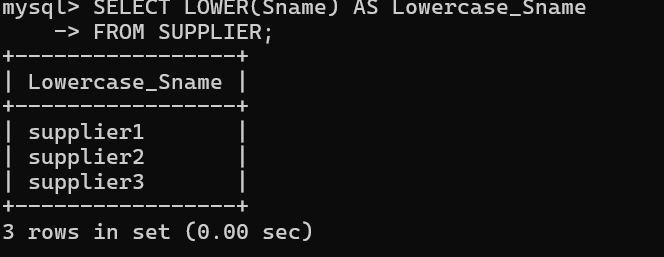 mysql> SELECT LOWER(Sname) AS Lowercase_Sname
    -> FROM SUPPLIER;
+-----------------+
| Lowercase_Sname |
+-----------------+
| supplier1       |
| supplier2       |
| supplier3       |
+-----------------+
3 rows in set (0.00 sec)